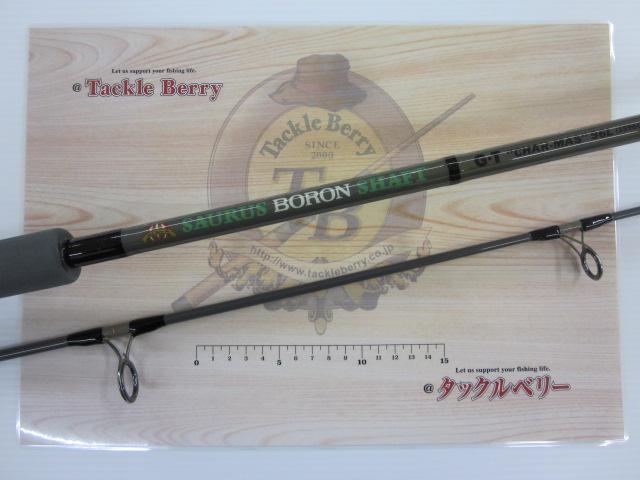 Let us support your fishing life.
@ Tackle Berry
Tackle Berry
SINCE
2000
TB
G·T
SAURUS BORON SHAFT
http://www.tackleberry.co.jp
0 1 2 3 4 5 6 7 8 9 10 11 12 13 14 15
Let us support your fishing life.
@ タックルベリー